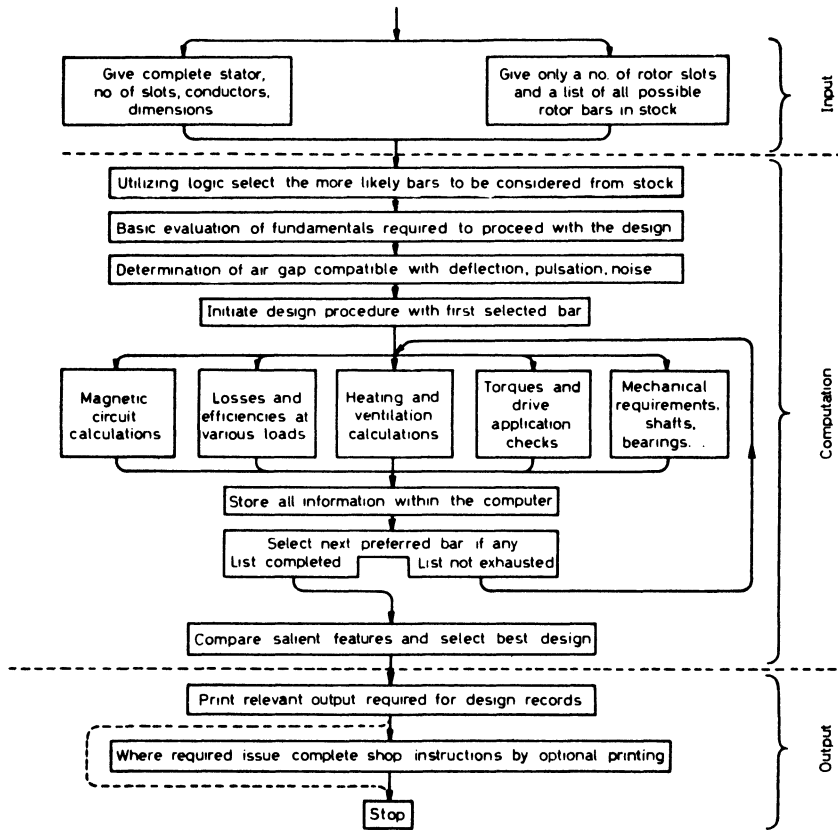 Give complete stator,
no of slots, conductors,
dimensions
Give only a no. of rotor slots
and a list of all possible
rotor bars in stock
Input
Utilizing logic select the more likely bars to be considered from stock
Basic evaluation of fundamentals required to proceed with the design
Determination of air gap compatible with deflection, pulsation, noise
Initiate design procedure with first selected bar
Magnetic
circuit
calculations
Losses and
efficiencies at
various loads
Heating and
ventilation
calculations
Torques and
drive
application
checks
Mechanical
requirements,
shafts,
bearings...
Computation
Store all information within the computer
Select next preferred bar if any
List completed
List not exhausted
Compare salient features and select best design
Print relevant output required for design records
Where required issue complete shop instructions by optional printing
Stop
Output